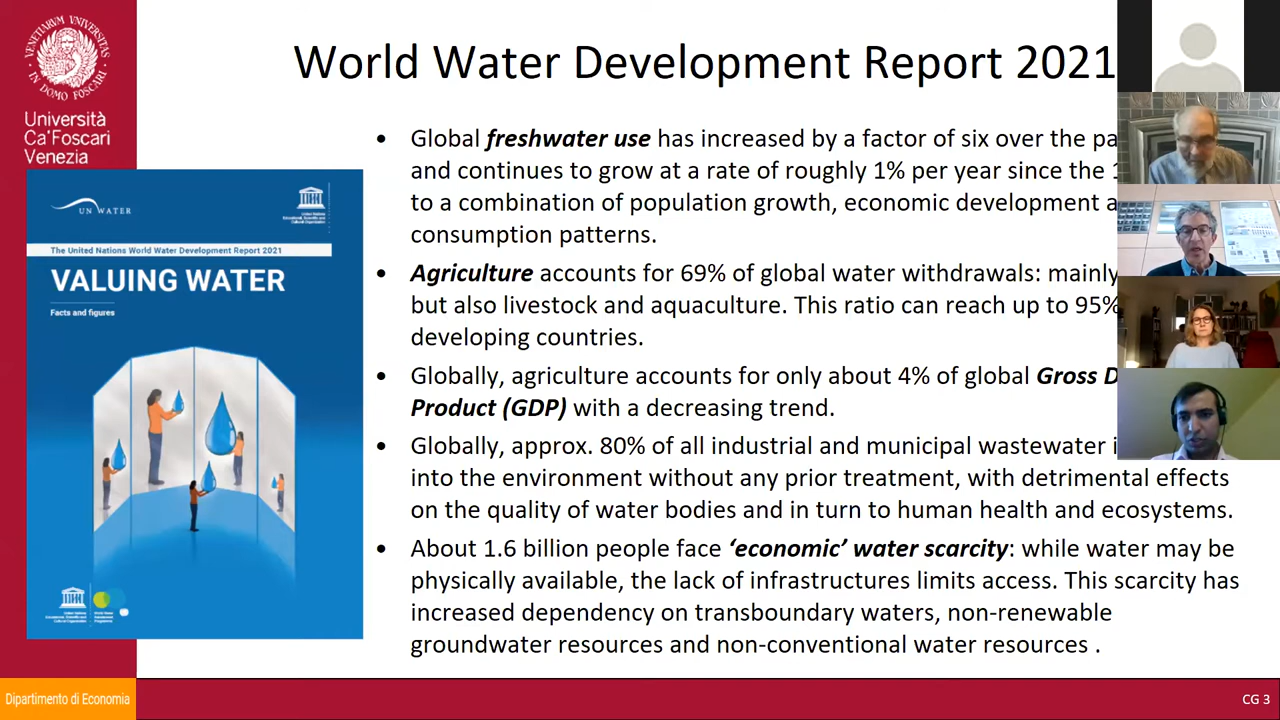 VENETIARVM VNIVERSITAS
IN DOMO FOSCARI
Università
Ca'Foscari
Venezia
World Water Development Report 2021
• Global freshwater use has increased by a factor of six over the pa
and continues to grow at a rate of roughly 1% per year since the 1
to a combination of population growth, economic development a
consumption patterns.
• Agriculture accounts for 69% of global water withdrawals: mainly
but also livestock and aquaculture. This ratio can reach up to 95%
developing countries.
• Globally, agriculture accounts for only about 4% of global Gross D
Product (GDP) with a decreasing trend.
• Globally, approx. 80% of all industrial and municipal wastewater i
into the environment without any prior treatment, with detrimental effects
on the quality of water bodies and in turn to human health and ecosystems.
• About 1.6 billion people face ‘economic’ water scarcity: while water may be
physically available, the lack of infrastructures limits access. This scarcity has
increased dependency on transboundary waters, non-renewable
groundwater resources and non-conventional water resources .
UN WATER
The United Nations World Water Development Report 2021
VALUING WATER
Facts and figures
Dipartimento di Economia
CG 3